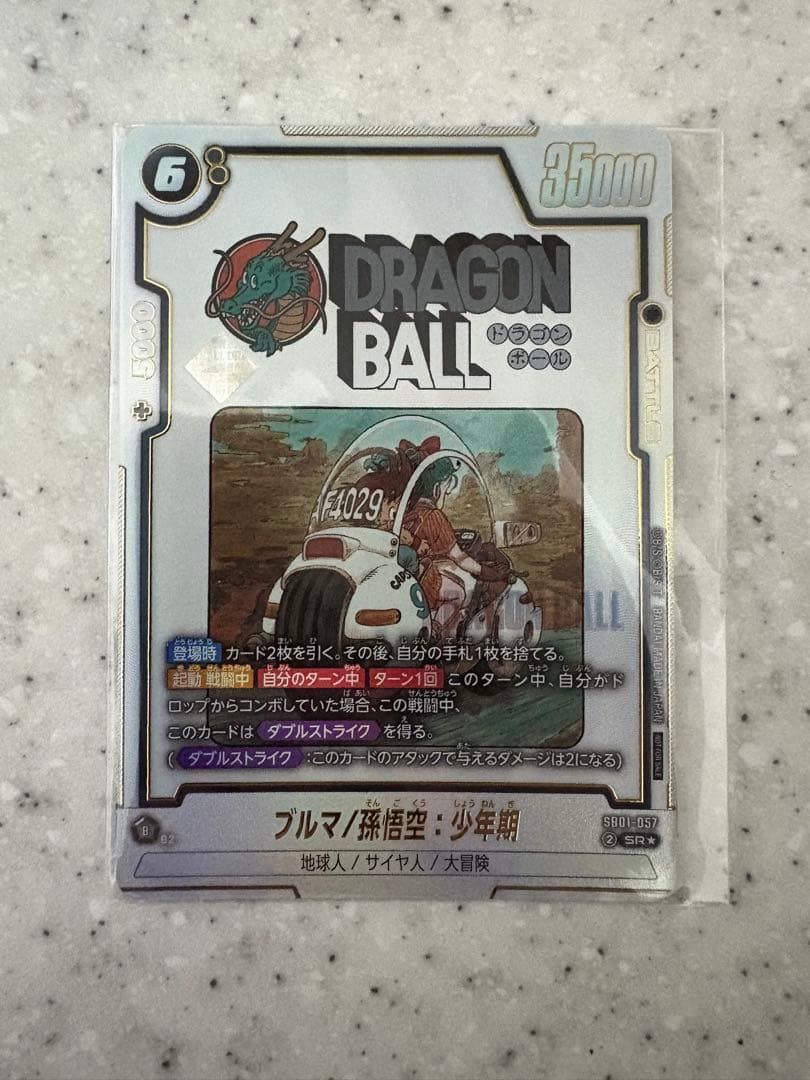 6
35000
DRAGON
BALL
ドラゴン
ボール
5000
BATTLE
AF4029
CAPS
9
登場時 カード2枚を引く。その後、自分の手札1枚を捨てる。
起動 戦闘中 自分のターン中 ターン1回 このターン中、自分がド
ロップからコンボしていた場合、この戦闘中、
このカードは ダブルストライク を得る。
( ダブルストライク :このカードのアタックで与えるダメージは2になる)
ブルマ/孫悟空:少年期
地球人 / サイヤ人 / 大冒険
SB01-057
② SR★
B
NOT FOR SALE